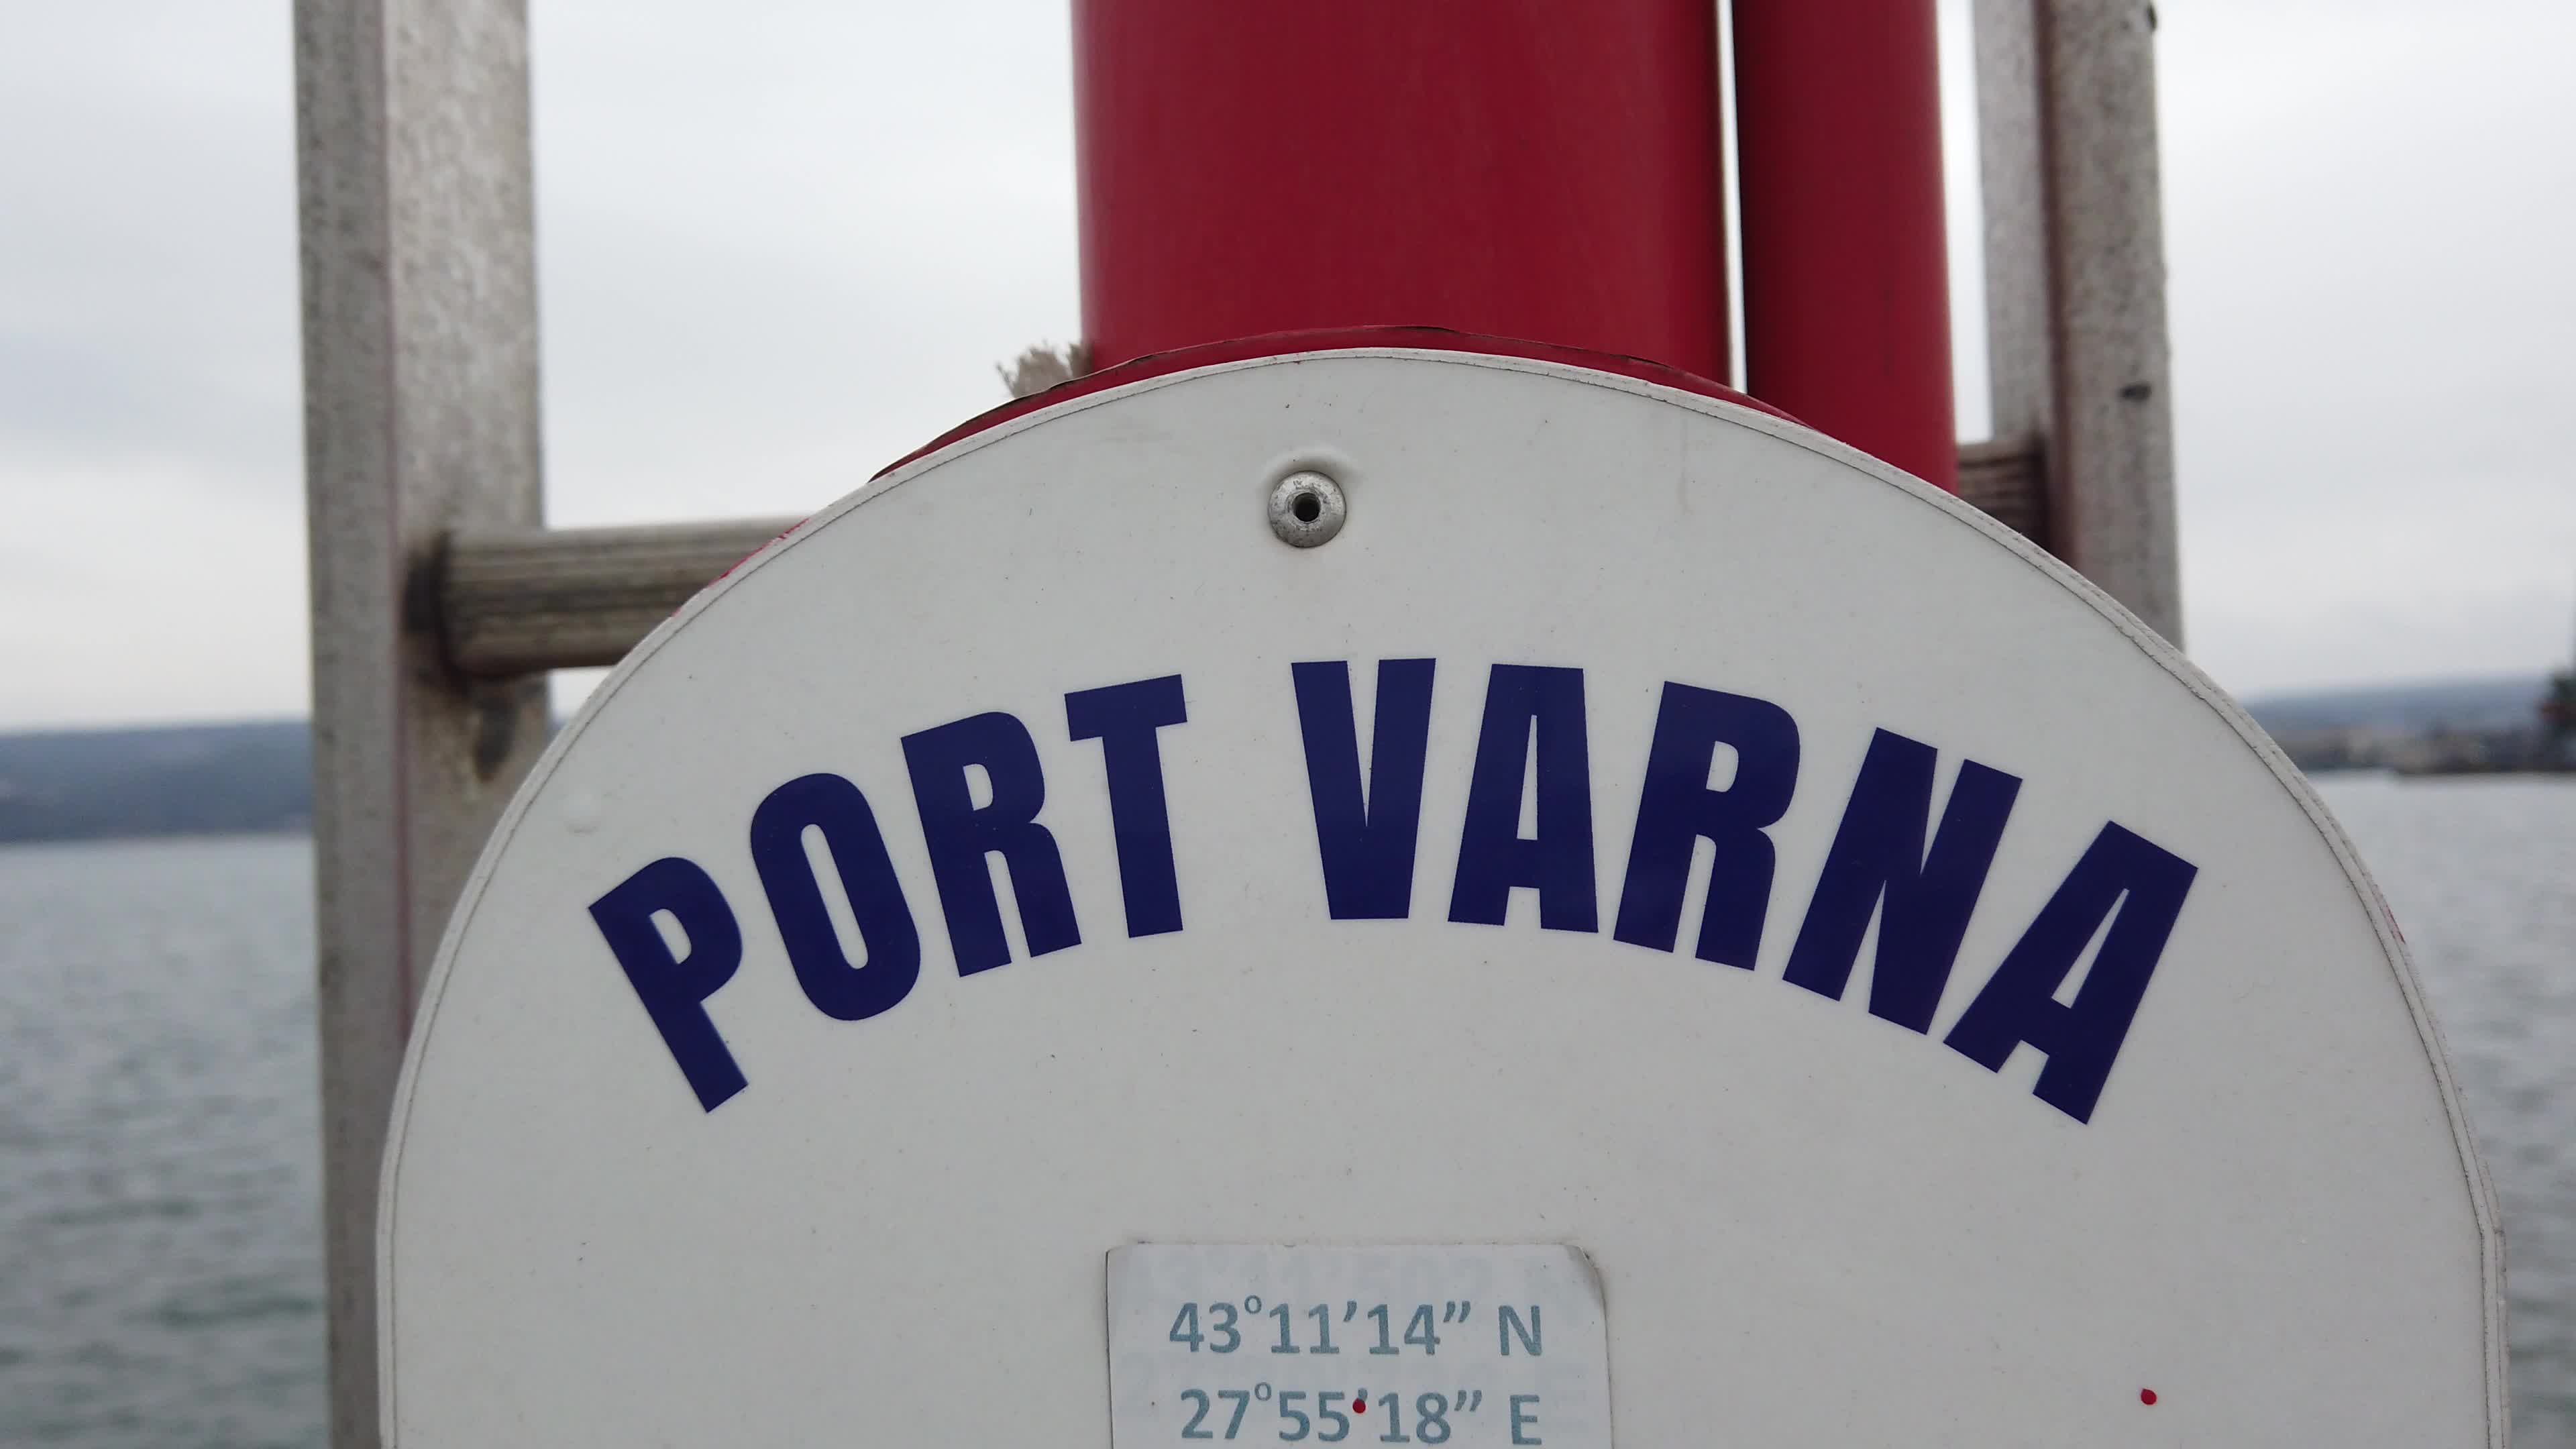 PORT VARNA
43°11’14” N
27°55’18” E